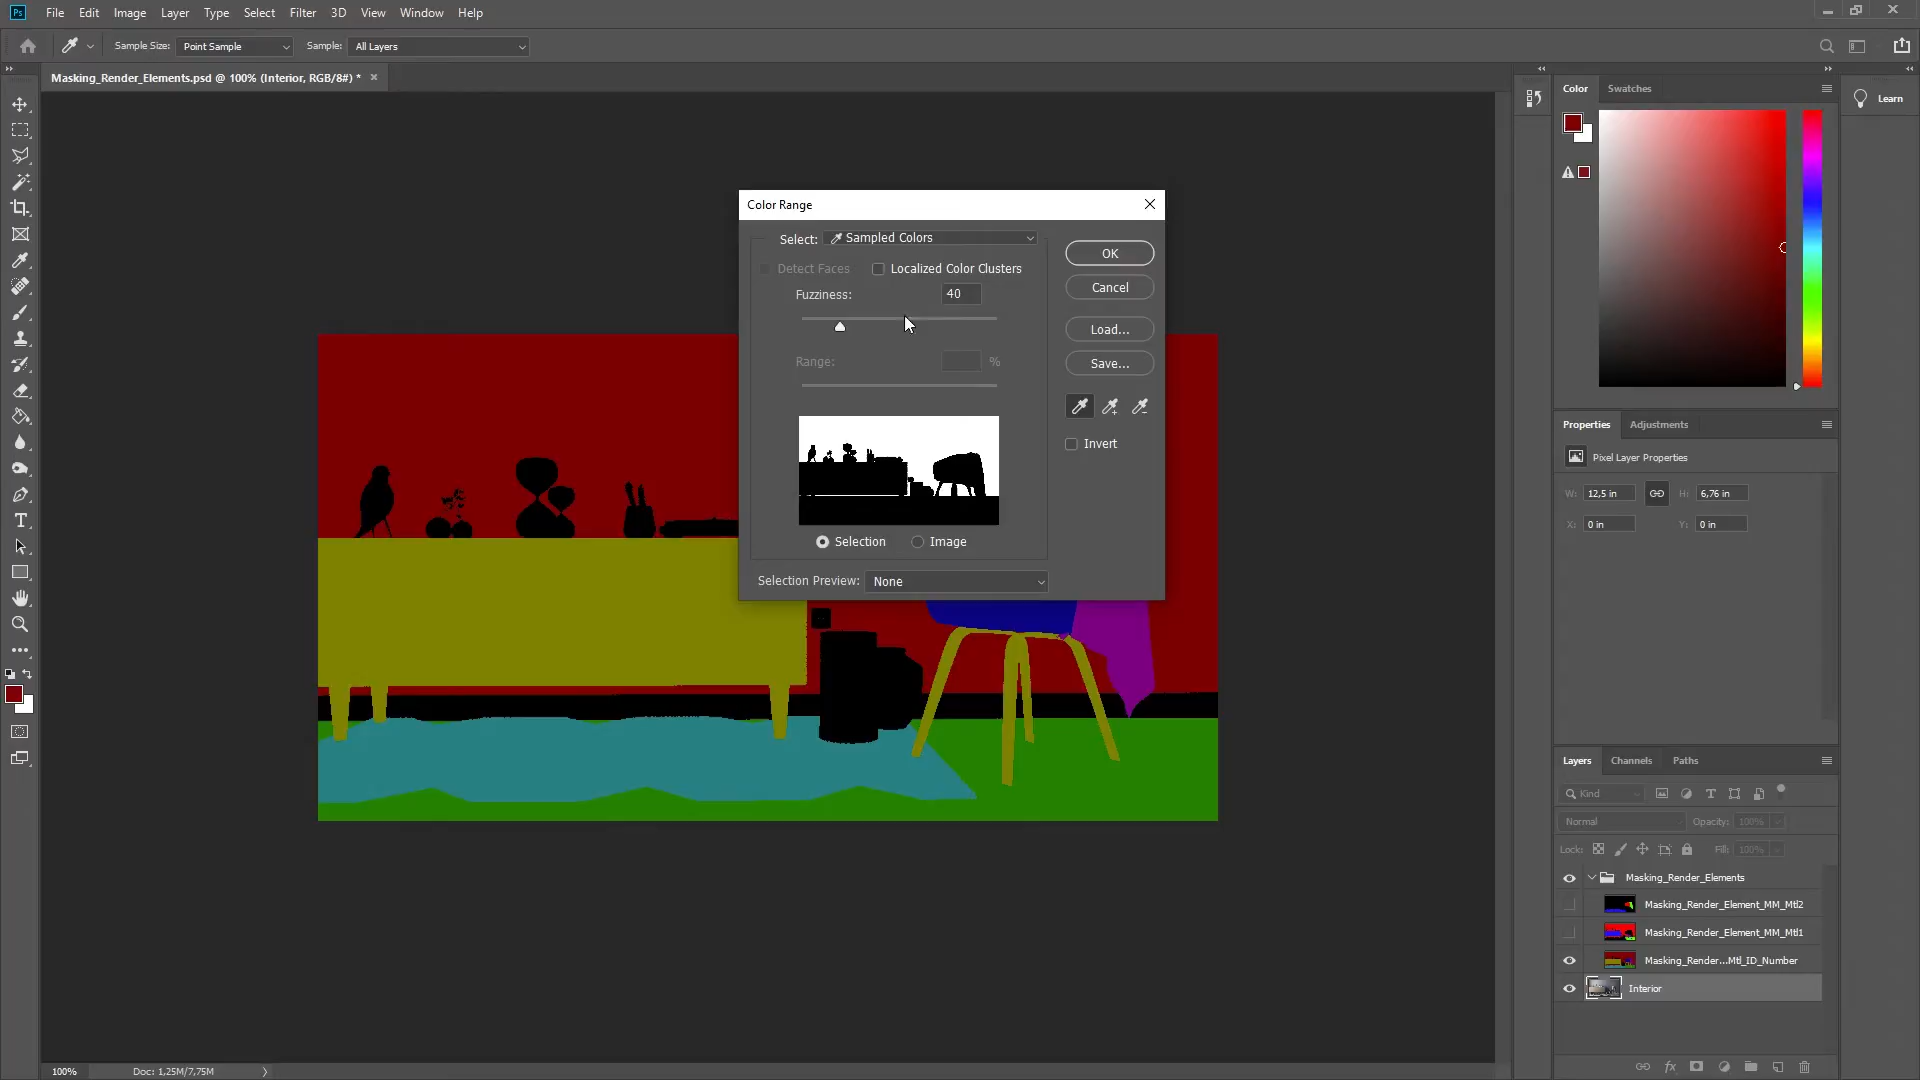 Ps File Edit Image Layer Type Select Filter 3D View Window Help
Sample Size: Point Sample Sample: All Layers
Masking_Render_Elements.psd @ 100% (Interior, RGB/8#) * ×
Color Swatches
Learn
Color Range
Select: Sampled Colors
Detect Faces Localized Color Clusters
Fuzziness: 40
Range: %
Selection Image
Selection Preview: None
OK
Cancel
Load...
Save...
Invert
Properties Adjustments
Pixel Layer Properties
W: 12,5 in H: 6,76 in
X: 0 in Y: 0 in
Layers Channels Paths
Kind
Normal Opacity: 100%
Lock: Fill: 100%
Masking_Render_Elements
Masking_Render_Element_MM_Mtl2
Masking_Render_Element_MM_Mtl1
Masking_Render...Mtl_ID_Number
Interior
100% Doc: 1,25M/7,75M